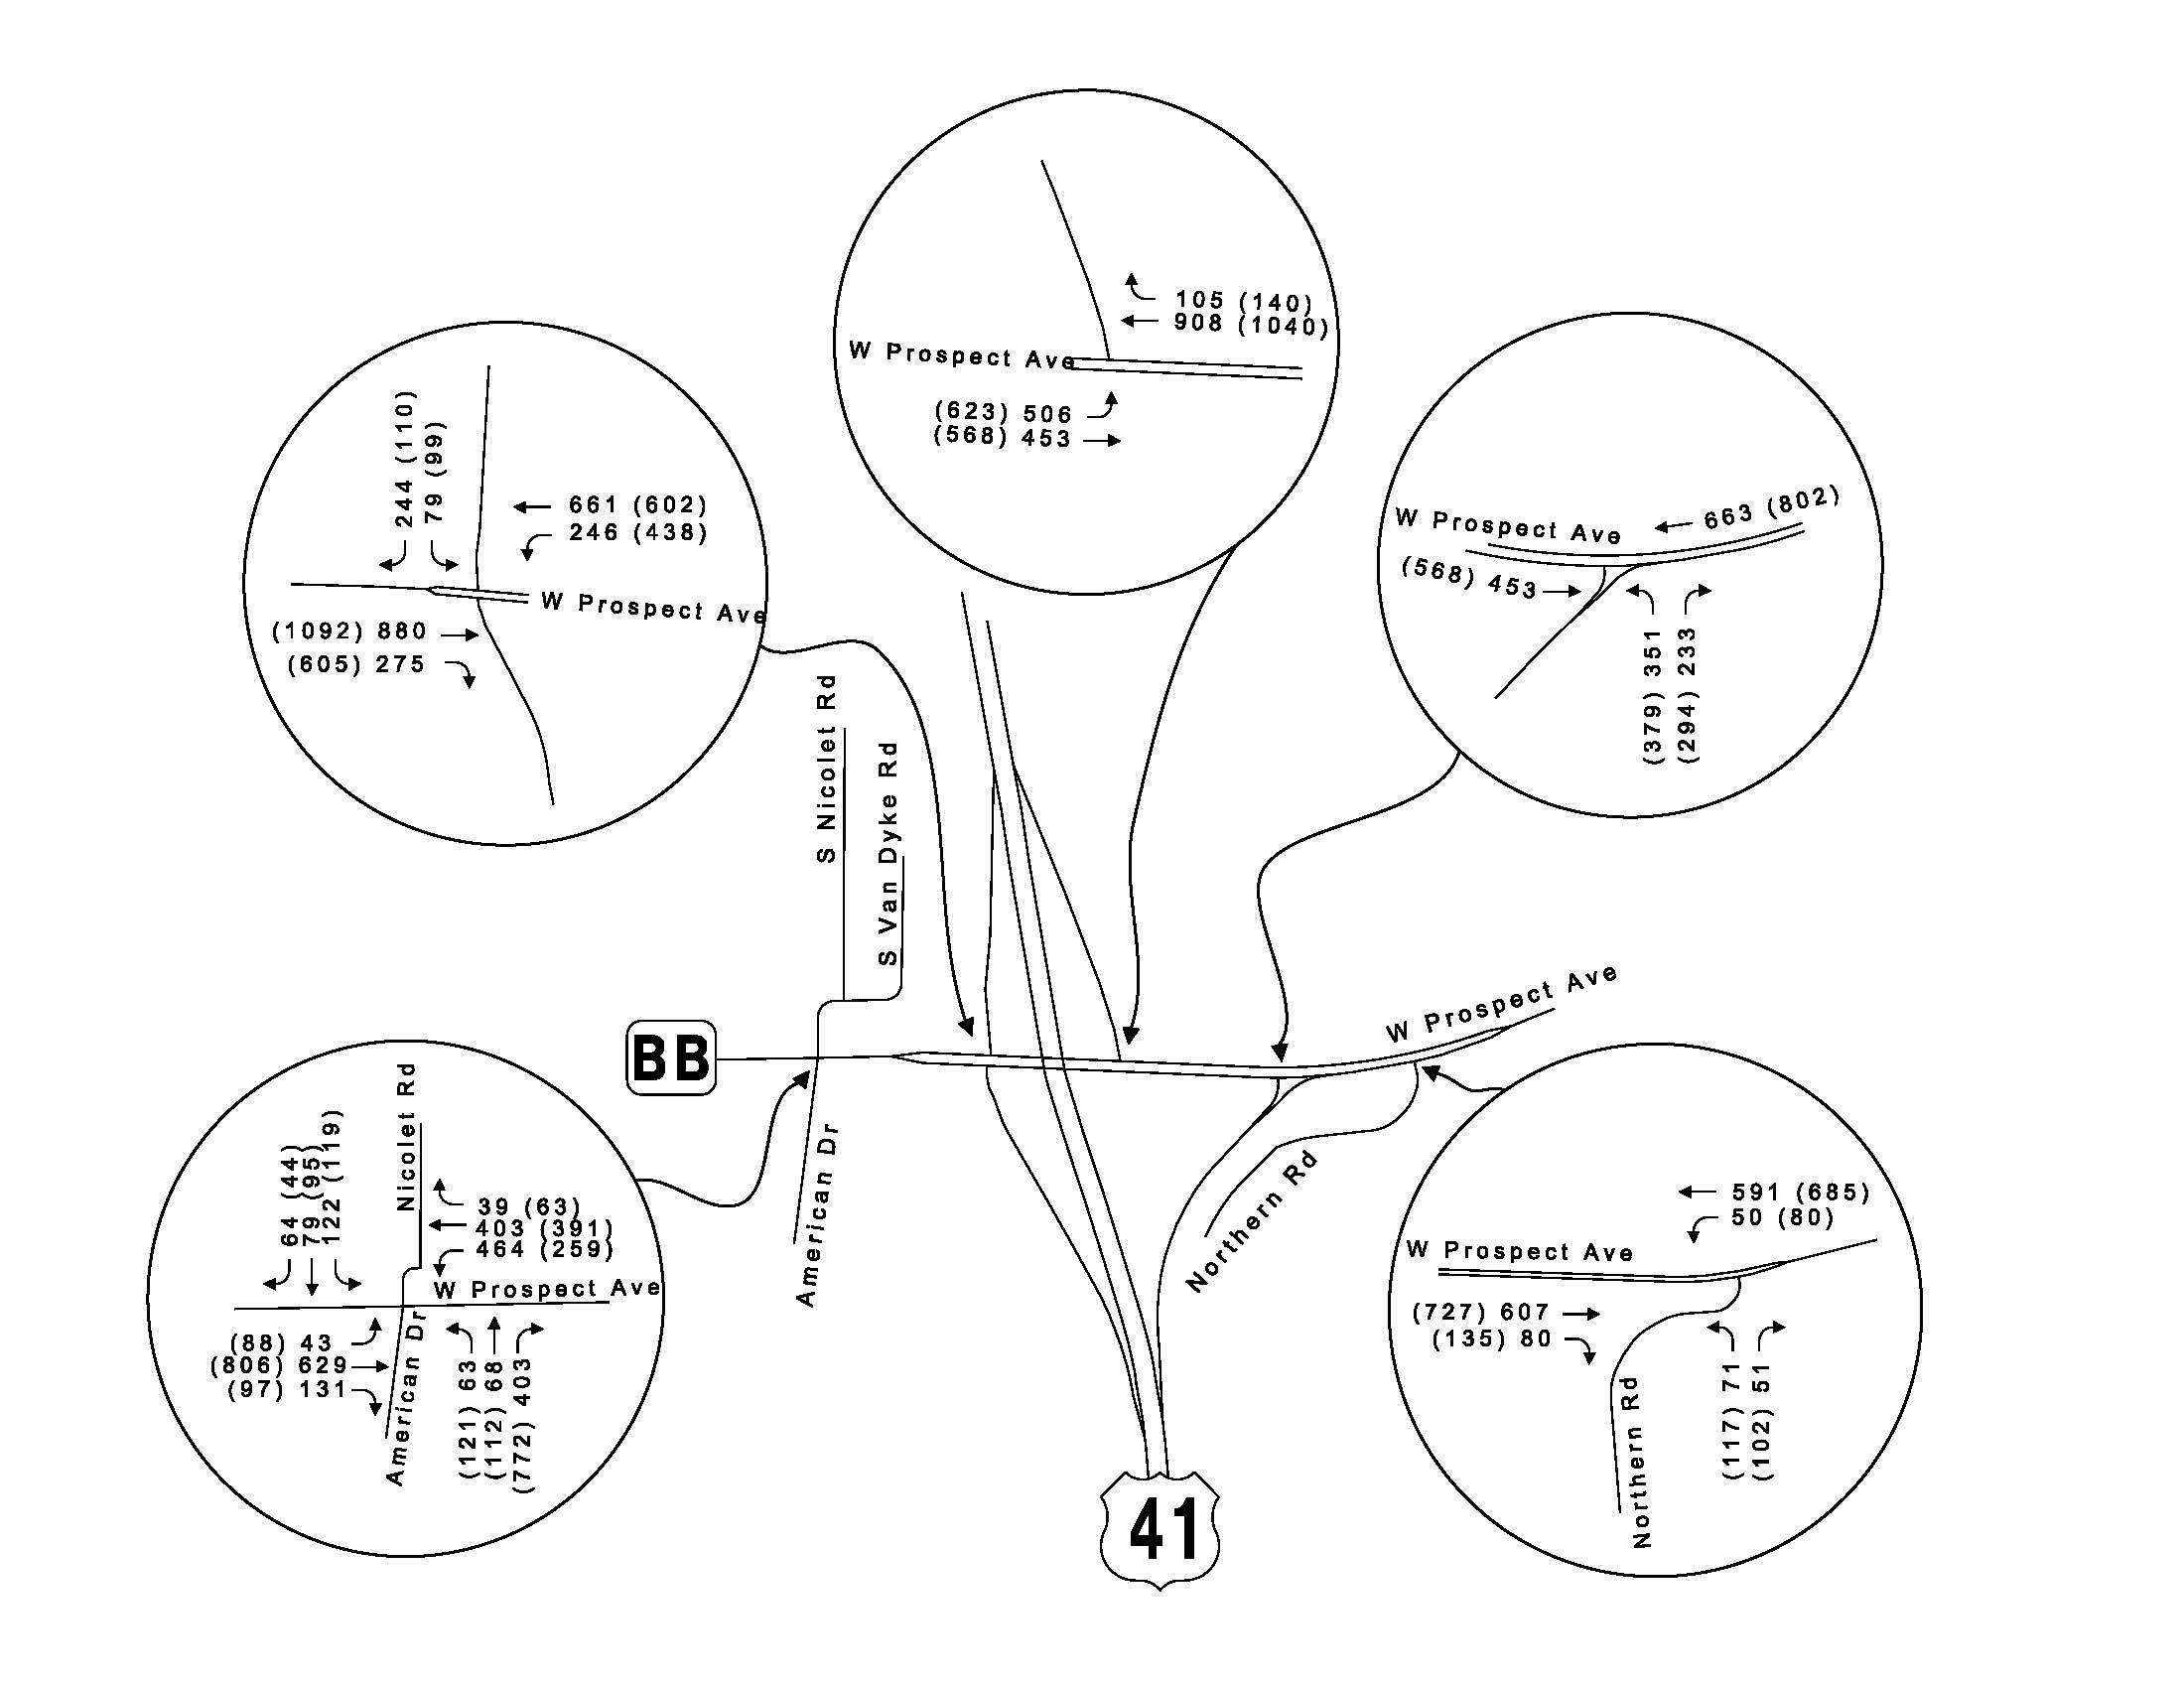 105 (140)
908 (1040)
W Prospect Ave
(623) 506
(568) 453
244 (110)
79 (99)
661 (602)
246 (438)
W Prospect Ave
(1092) 880
(605) 275
663 (802)
W Prospect Ave
(568) 453
(379) 351
(294) 233
S Nicolet Rd
S Van Dyke Rd
W Prospect Ave
BB
American Dr
Northern Rd
41
64 (44)
79 (95)
122 (119)
Nicolet Rd
39 (63)
403 (391)
464 (259)
W Prospect Ave
(88) 43
(806) 629
(97) 131
American Dr
(121) 63
(112) 68
(772) 403
591 (685)
50 (80)
W Prospect Ave
(727) 607
(135) 80
Northern Rd
(117) 71
(102) 51